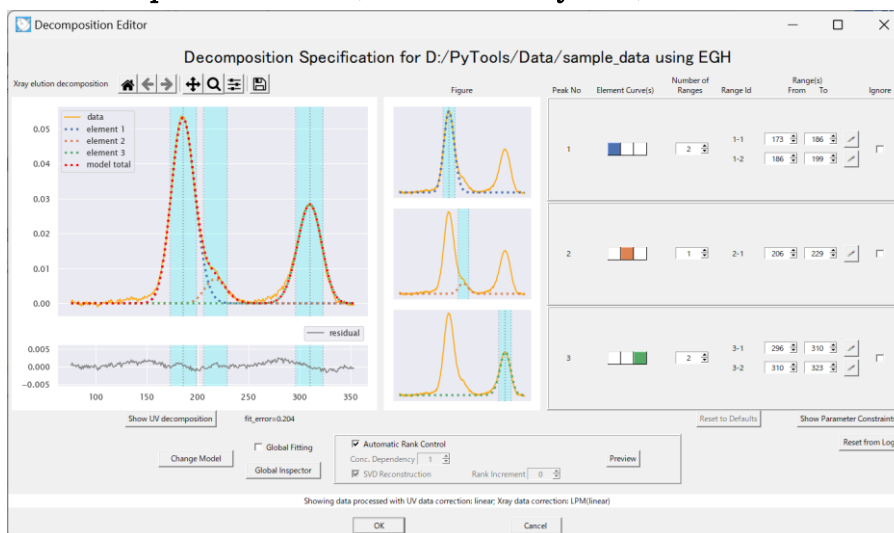 Decomposition Editor
Decomposition Specification for D:/PyTools/Data/sample_data using EGH
Xray elution decomposition
Figure
Peak No Element Curve(s) Number of Ranges Range Id Range(s) From To Ignore
data
element 1
element 2
element 3
model total
0.05
0.04
0.03
0.02
0.01
0.00
residual
0.005
0.000
−0.005
100 150 200 250 300 350
1 2 1-1 173 186
1-2 186 199
2 1 2-1 206 229
3 2 3-1 296 310
3-2 310 323
Show UV decomposition fit_error=0.204 Reset to Defaults Show Parameter Constraints
Reset from Log
Change Model Global Fitting
Global Inspector
Automatic Rank Control
Conc. Dependency 1
SVD Reconstruction Rank Increment 0
Preview
Showing data processed with UV data correction: linear; Xray data correction: LPM(linear)
OK Cancel